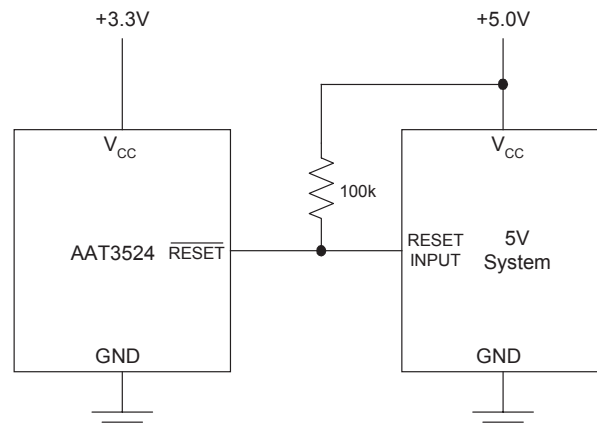 +3.3V
+5.0V
VCC
VCC
100k
AAT3524
RESET
RESET
INPUT
5V
System
GND
GND